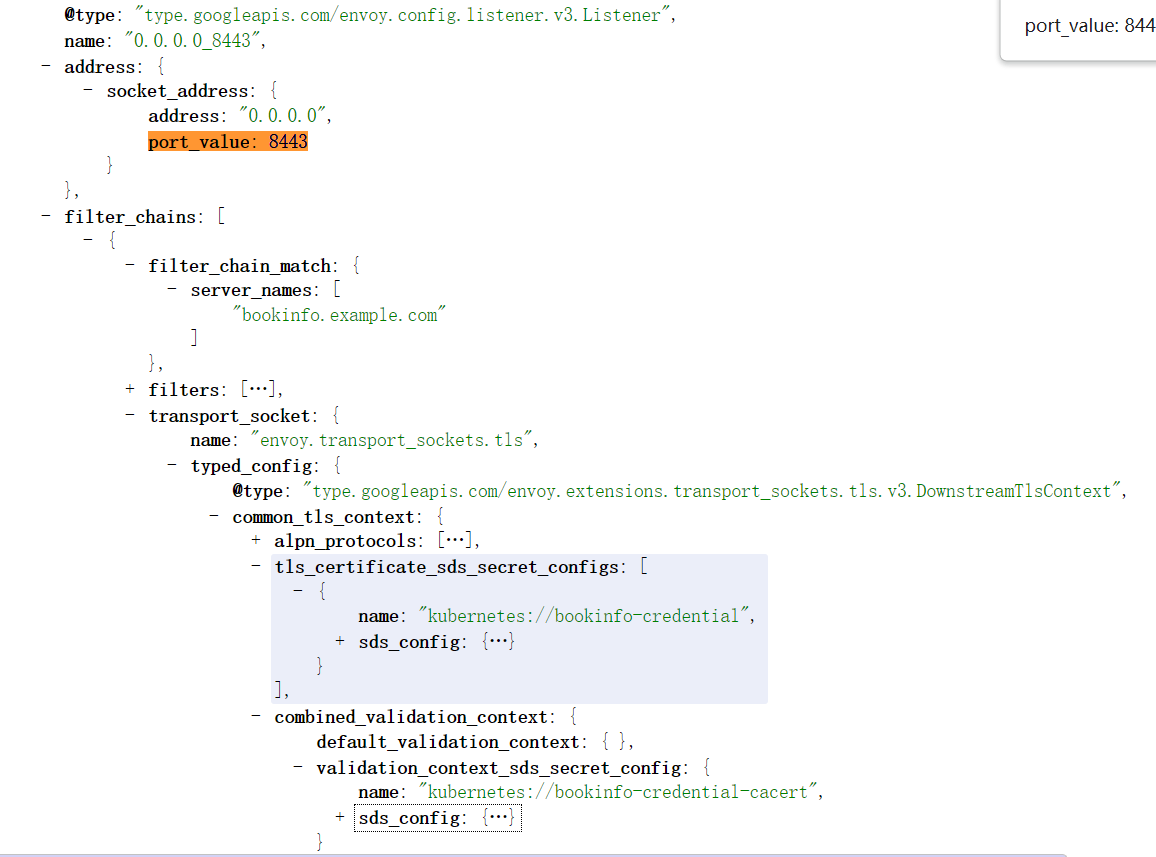 @type: "type.googleapis.com/envoy.config.listener.v3.Listener",
port_value: 844
name: "0.0.0.0_8443",
- address: {
- socket_address: {
address: "0.0.0.0",
port_value: 8443
}
},
- filter_chains: [
- {
- filter_chain_match: {
- server_names: [
"bookinfo.example.com"
]
},
+ filters: [⋯],
- transport_socket: {
name: "envoy.transport_sockets.tls",
- typed_config: {
@type: "type.googleapis.com/envoy.extensions.transport_sockets.tls.v3.DownstreamTlsContext",
- common_tls_context: {
+ alpn_protocols: [⋯],
- tls_certificate_sds_secret_configs: [
- {
name: "kubernetes://bookinfo-credential",
+ sds_config: {⋯}
}
],
- combined_validation_context: {
default_validation_context: { },
- validation_context_sds_secret_config: {
name: "kubernetes://bookinfo-credential-cacert",
+ sds_config: {⋯}
}